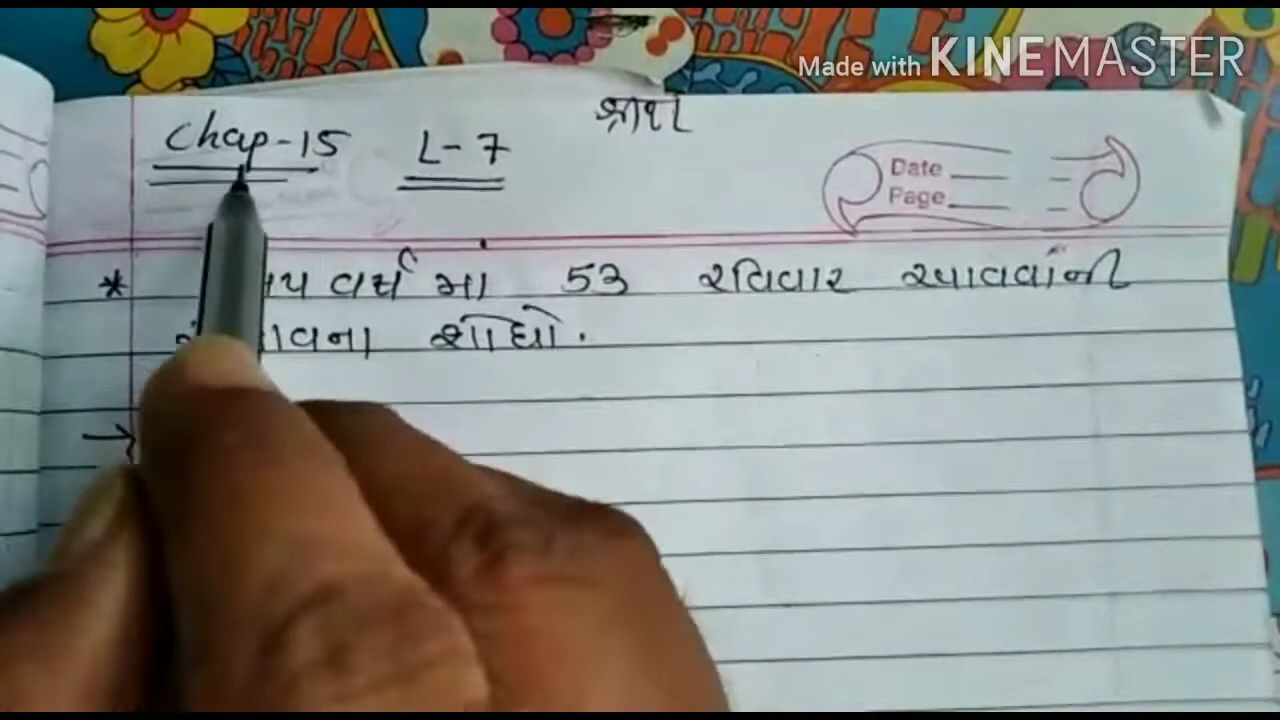 Made with KINEMASTER
Chap-15 L-7
Date
Page
* વર્ષ માં 53 રવિવાર આવવાની
શોધો.